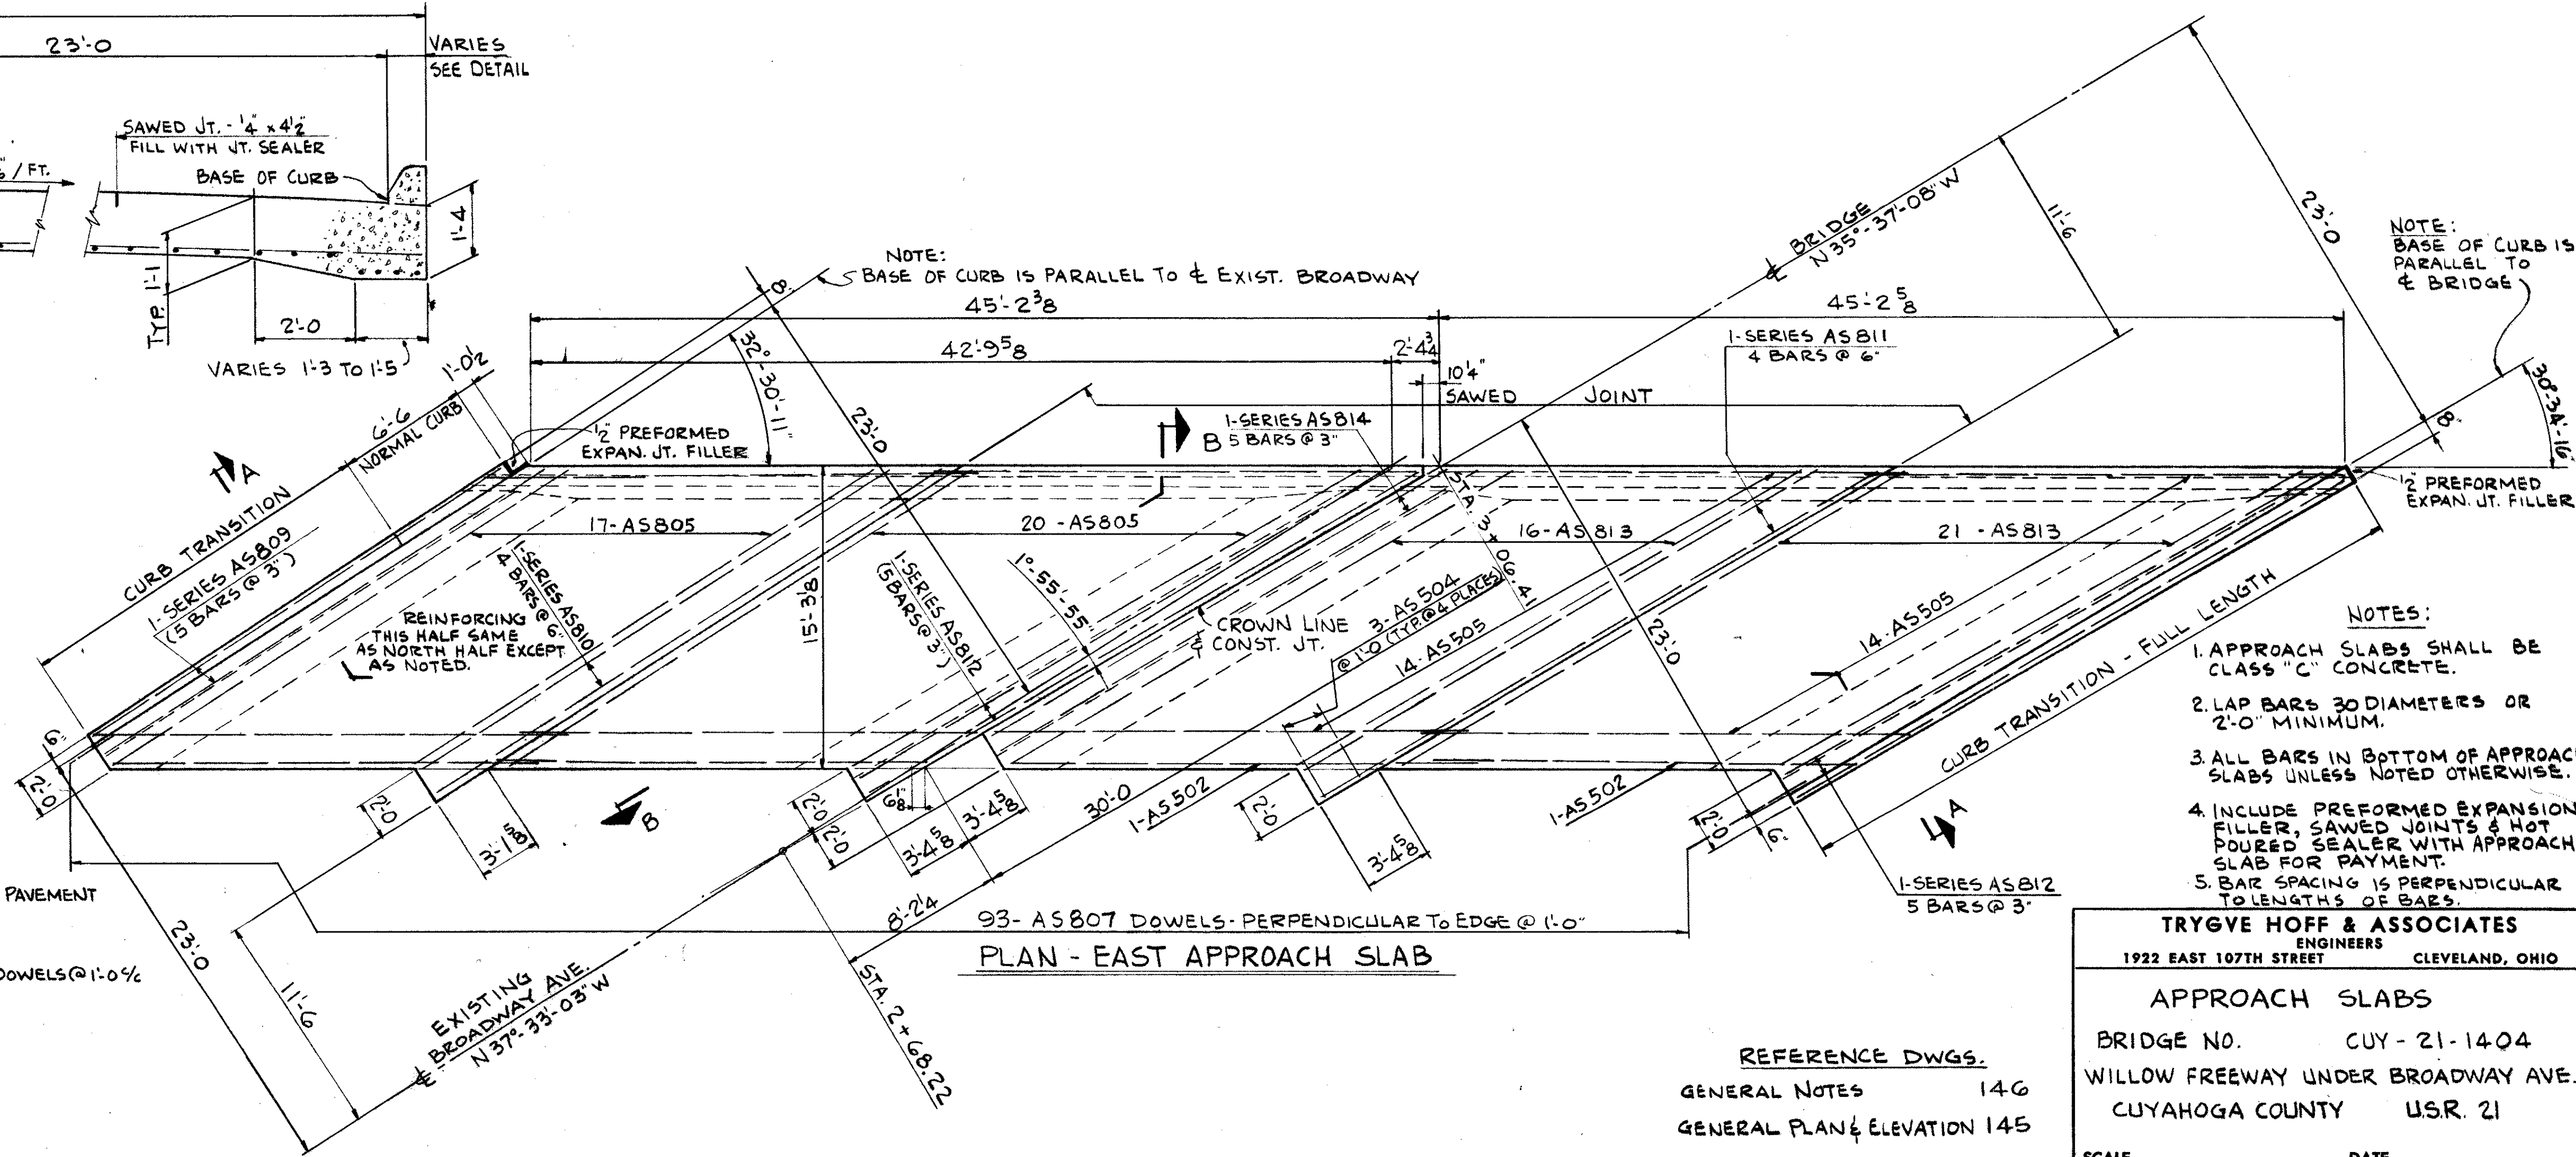 23'-0
VARIES
SEE DETAIL
SAWED JT. - 1/4" x 4 1/2"
FILL WITH JT. SEALER
/ FT.
BASE OF CURB
1'-4
TYP. 1'-1
2'-0
VARIES 1'-3 TO 1'-5
NOTE:
BASE OF CURB IS PARALLEL TO ℄ EXIST. BROADWAY
45'-2 3/8
45'-2 5/8
42'-9 5/8
2'-4 3/4
10 1/4"
8"
32°-30'-11"
23'-0
1'-0 1/2
6'-6
NORMAL CURB
1/2" PREFORMED
EXPAN. JT. FILLER
SAWED JOINT
1-SERIES AS811
4 BARS @ 6"
1-SERIES AS814
5 BARS @ 3"
B
℄ BRIDGE
N 35°-37'-08" W
11'-6
23'-0
NOTE:
BASE OF CURB IS
PARALLEL TO
℄ BRIDGE
30°-34'-16"
8"
1/2" PREFORMED
EXPAN. JT. FILLER
A
CURB TRANSITION
1-SERIES AS809
(5 BARS @ 3")
17-AS805
20-AS805
16-AS813
21-AS813
1-SERIES AS810
4 BARS @ 6"
REINFORCING
THIS HALF SAME
AS NORTH HALF EXCEPT
AS NOTED.
15'-3 1/8
1-SERIES AS812
(5 BARS @ 3")
1°-55'-55"
CROWN LINE
& CONST. JT.
STA. 3+06.41
3-AS504
@ 1'-0 (TYP. @ 4 PLACES)
14-AS505
23'-0
14-AS505
CURB TRANSITION - FULL LENGTH
6"
2'-0
2'-0
3'-1 5/8
B
2'-0
2'-0
6 1/8
3'-4 5/8
3'-4 5/8
30'-0
1-AS502
2'-0
3'-4 5/8
1-AS502
2'-0
6"
A
1-SERIES AS812
5 BARS @ 3"
8'-2 1/4
PAVEMENT
DOWELS @ 1'-0 c/c
23'-0
11'-6
℄ EXISTING
BROADWAY AVE.
N 37°-33'-03" W
STA. 2+68.22
93-AS807 DOWELS-PERPENDICULAR TO EDGE @ 1'-0"
PLAN - EAST APPROACH SLAB
NOTES:
1. APPROACH SLABS SHALL BE
CLASS "C" CONCRETE.
2. LAP BARS 30 DIAMETERS OR
2'-0" MINIMUM.
3. ALL BARS IN BOTTOM OF APPROAC
SLABS UNLESS NOTED OTHERWISE.
4. INCLUDE PREFORMED EXPANSION
FILLER, SAWED JOINTS & HOT
POURED SEALER WITH APPROACH
SLAB FOR PAYMENT.
5. BAR SPACING IS PERPENDICULAR
TO LENGTHS OF BARS.
TRYGVE HOFF & ASSOCIATES
ENGINEERS
1922 EAST 107TH STREET CLEVELAND, OHIO
APPROACH SLABS
BRIDGE NO. CUY-21-1404
WILLOW FREEWAY UNDER BROADWAY AVE.
CUYAHOGA COUNTY U.S.R. 21
SCALE DATE
REFERENCE DWGS.
GENERAL NOTES 146
GENERAL PLAN & ELEVATION 145